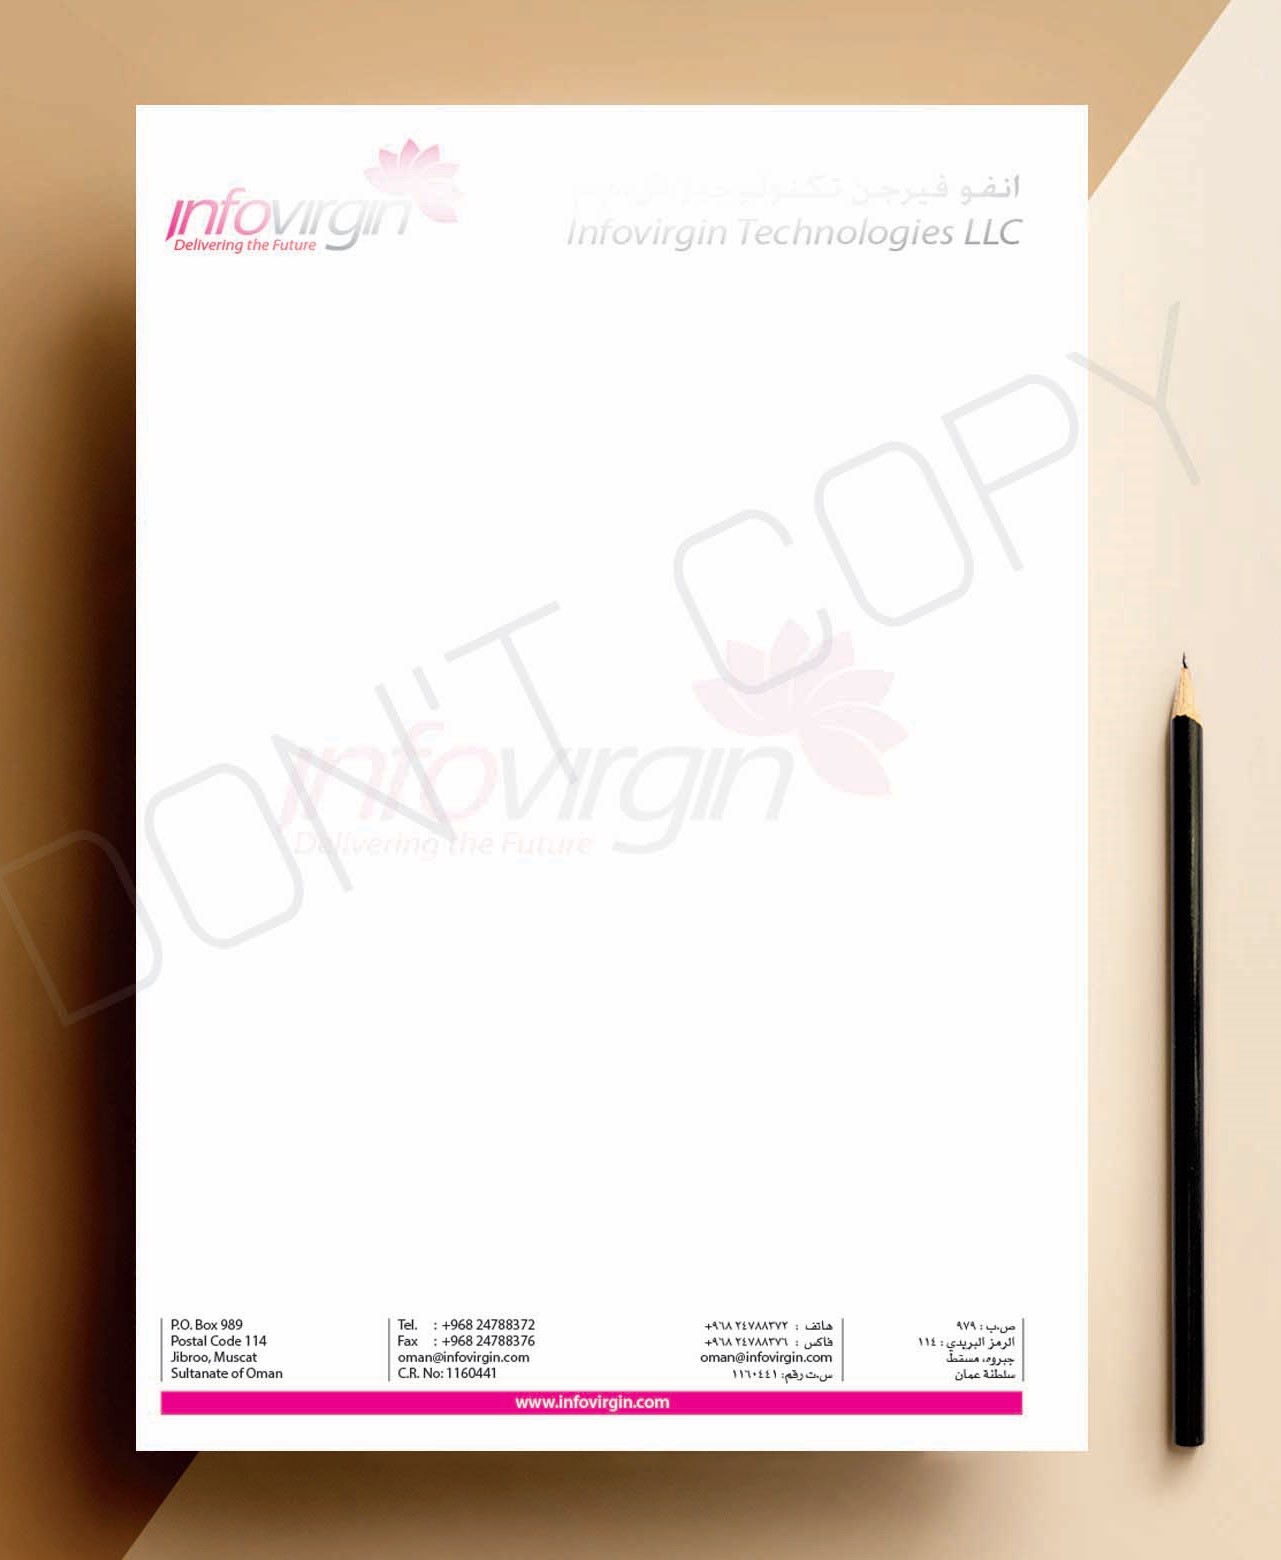 infovirgin
Delivering the Future
انفو فيرجن تكنولوجيز ش.م.م
Infovirgin Technologies LLC
DON'T COPY
infovirgin
Delivering the Future
P.O. Box 989
Postal Code 114
Jibroo, Muscat
Sultanate of Oman
Tel. : +968 24788372
Fax : +968 24788376
oman@infovirgin.com
C.R. No: 1160441
هاتف : ٢٤٧٨٨٣٧٢ ٩٦٨+
فاكس : ٢٤٧٨٨٣٧٦ ٩٦٨+
oman@infovirgin.com
س.ت رقم: ١١٦٠٤٤١
ص.ب : ٩٧٩
الرمز البريدي : ١١٤
جبروه، مسقط
سلطنة عمان
www.infovirgin.com